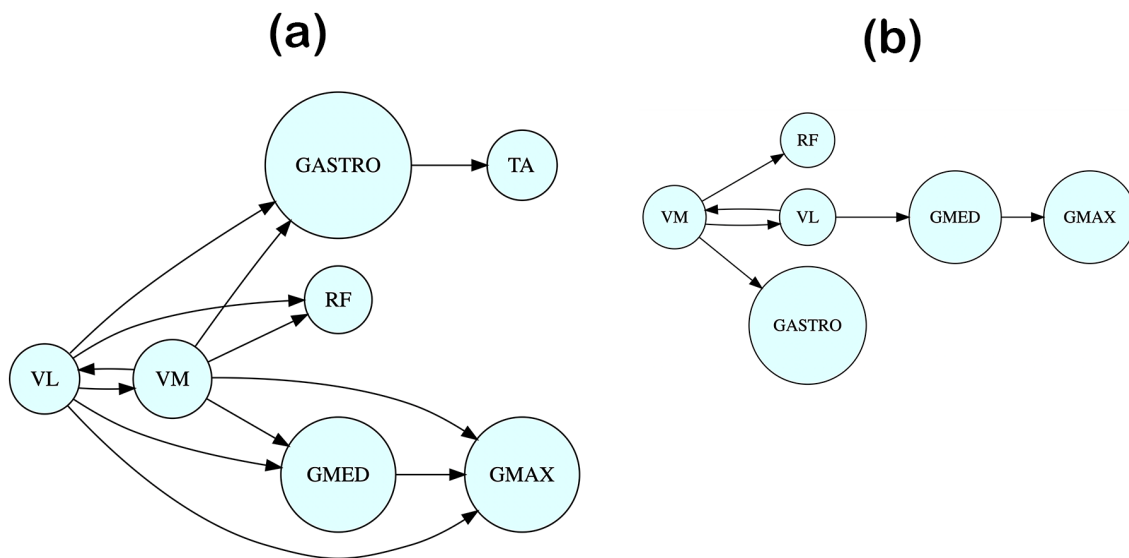 (a)
GASTRO
TA
RF
VL
VM
GMED
GMAX
(b)
RF
VM
VL
GMED
GMAX
GASTRO